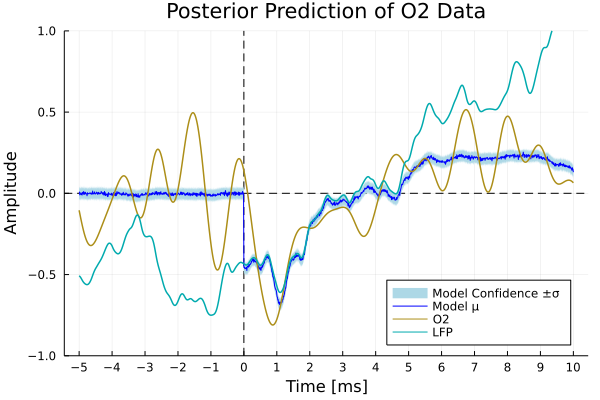 Posterior Prediction of O2 Data
Amplitude
1.0
0.5
0.0
−0.5
−1.0
Model Confidence ±σ
Model μ
O2
LFP
−5 −4 −3 −2 −1 0 1 2 3 4 5 6 7 8 9 10
Time [ms]